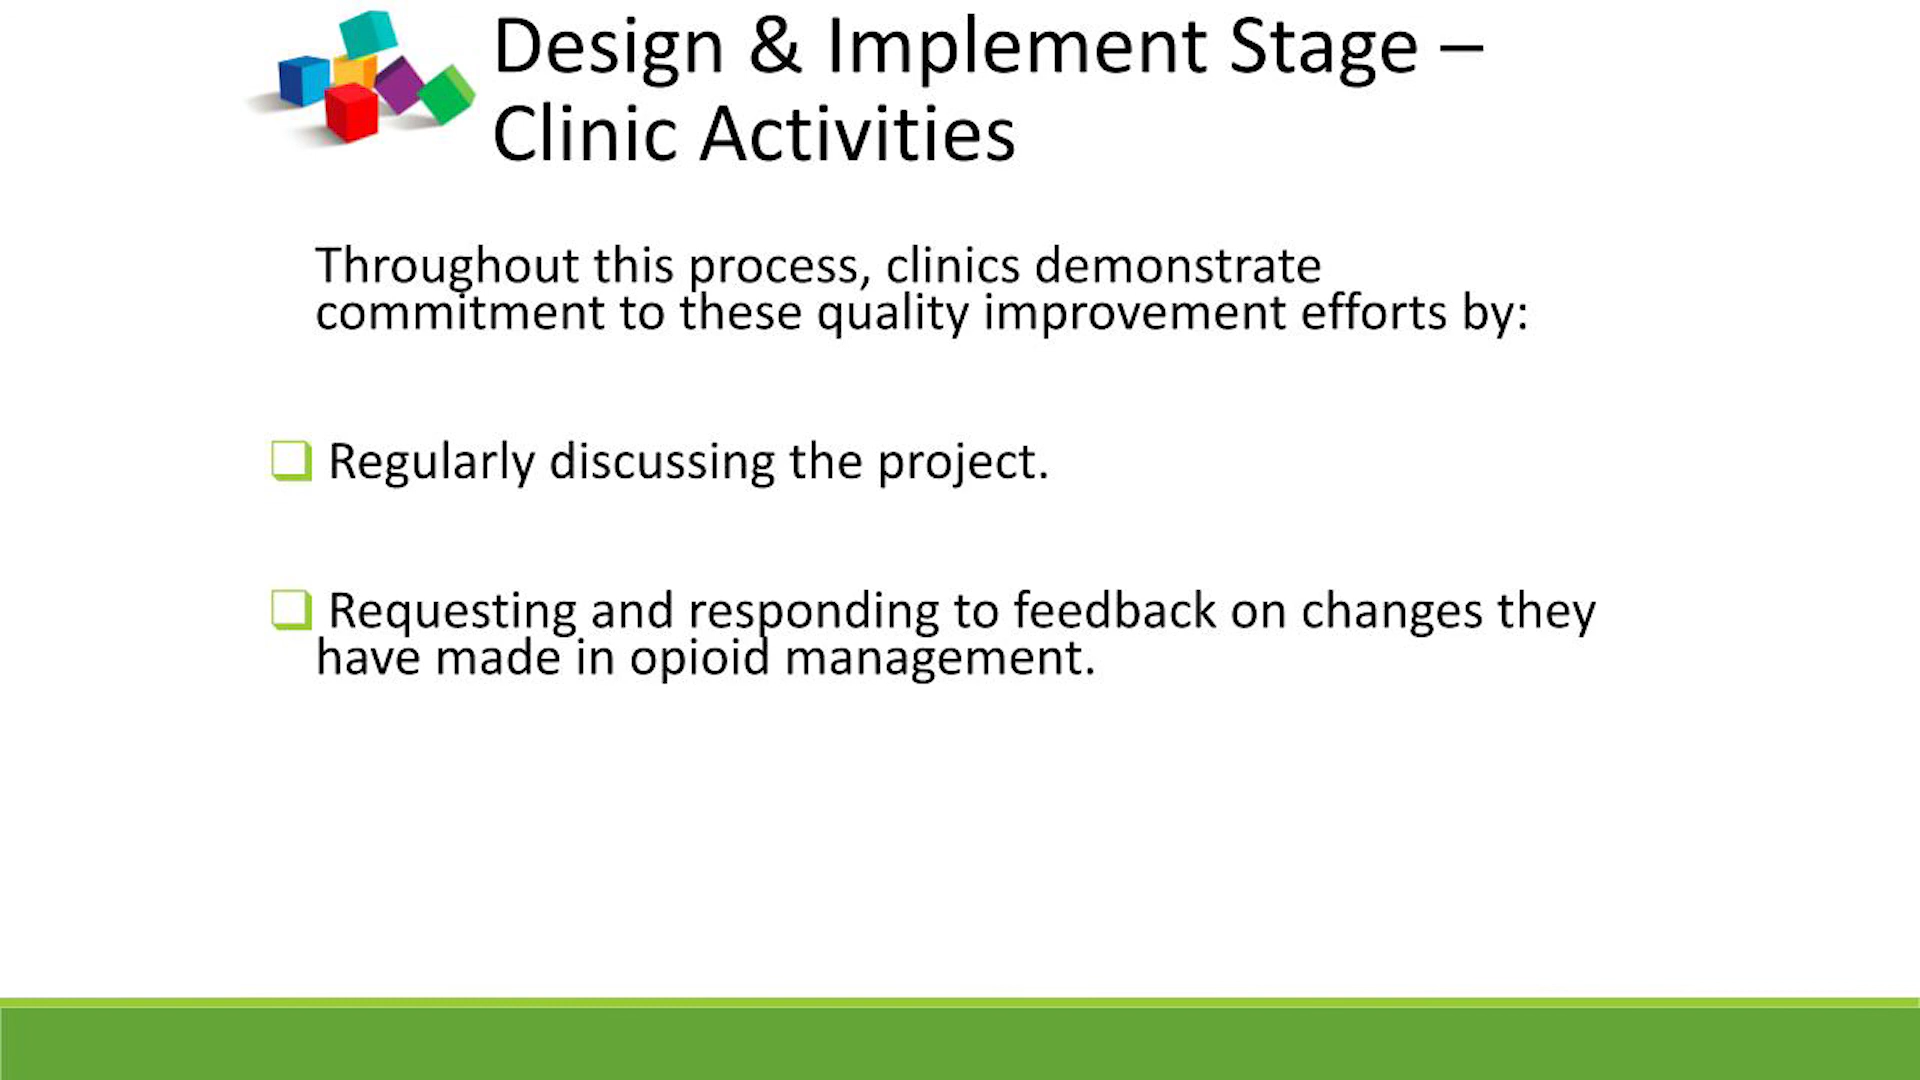 Design & Implement Stage –
Clinic Activities
Throughout this process, clinics demonstrate
commitment to these quality improvement efforts by:
Regularly discussing the project.
Requesting and responding to feedback on changes they
have made in opioid management.